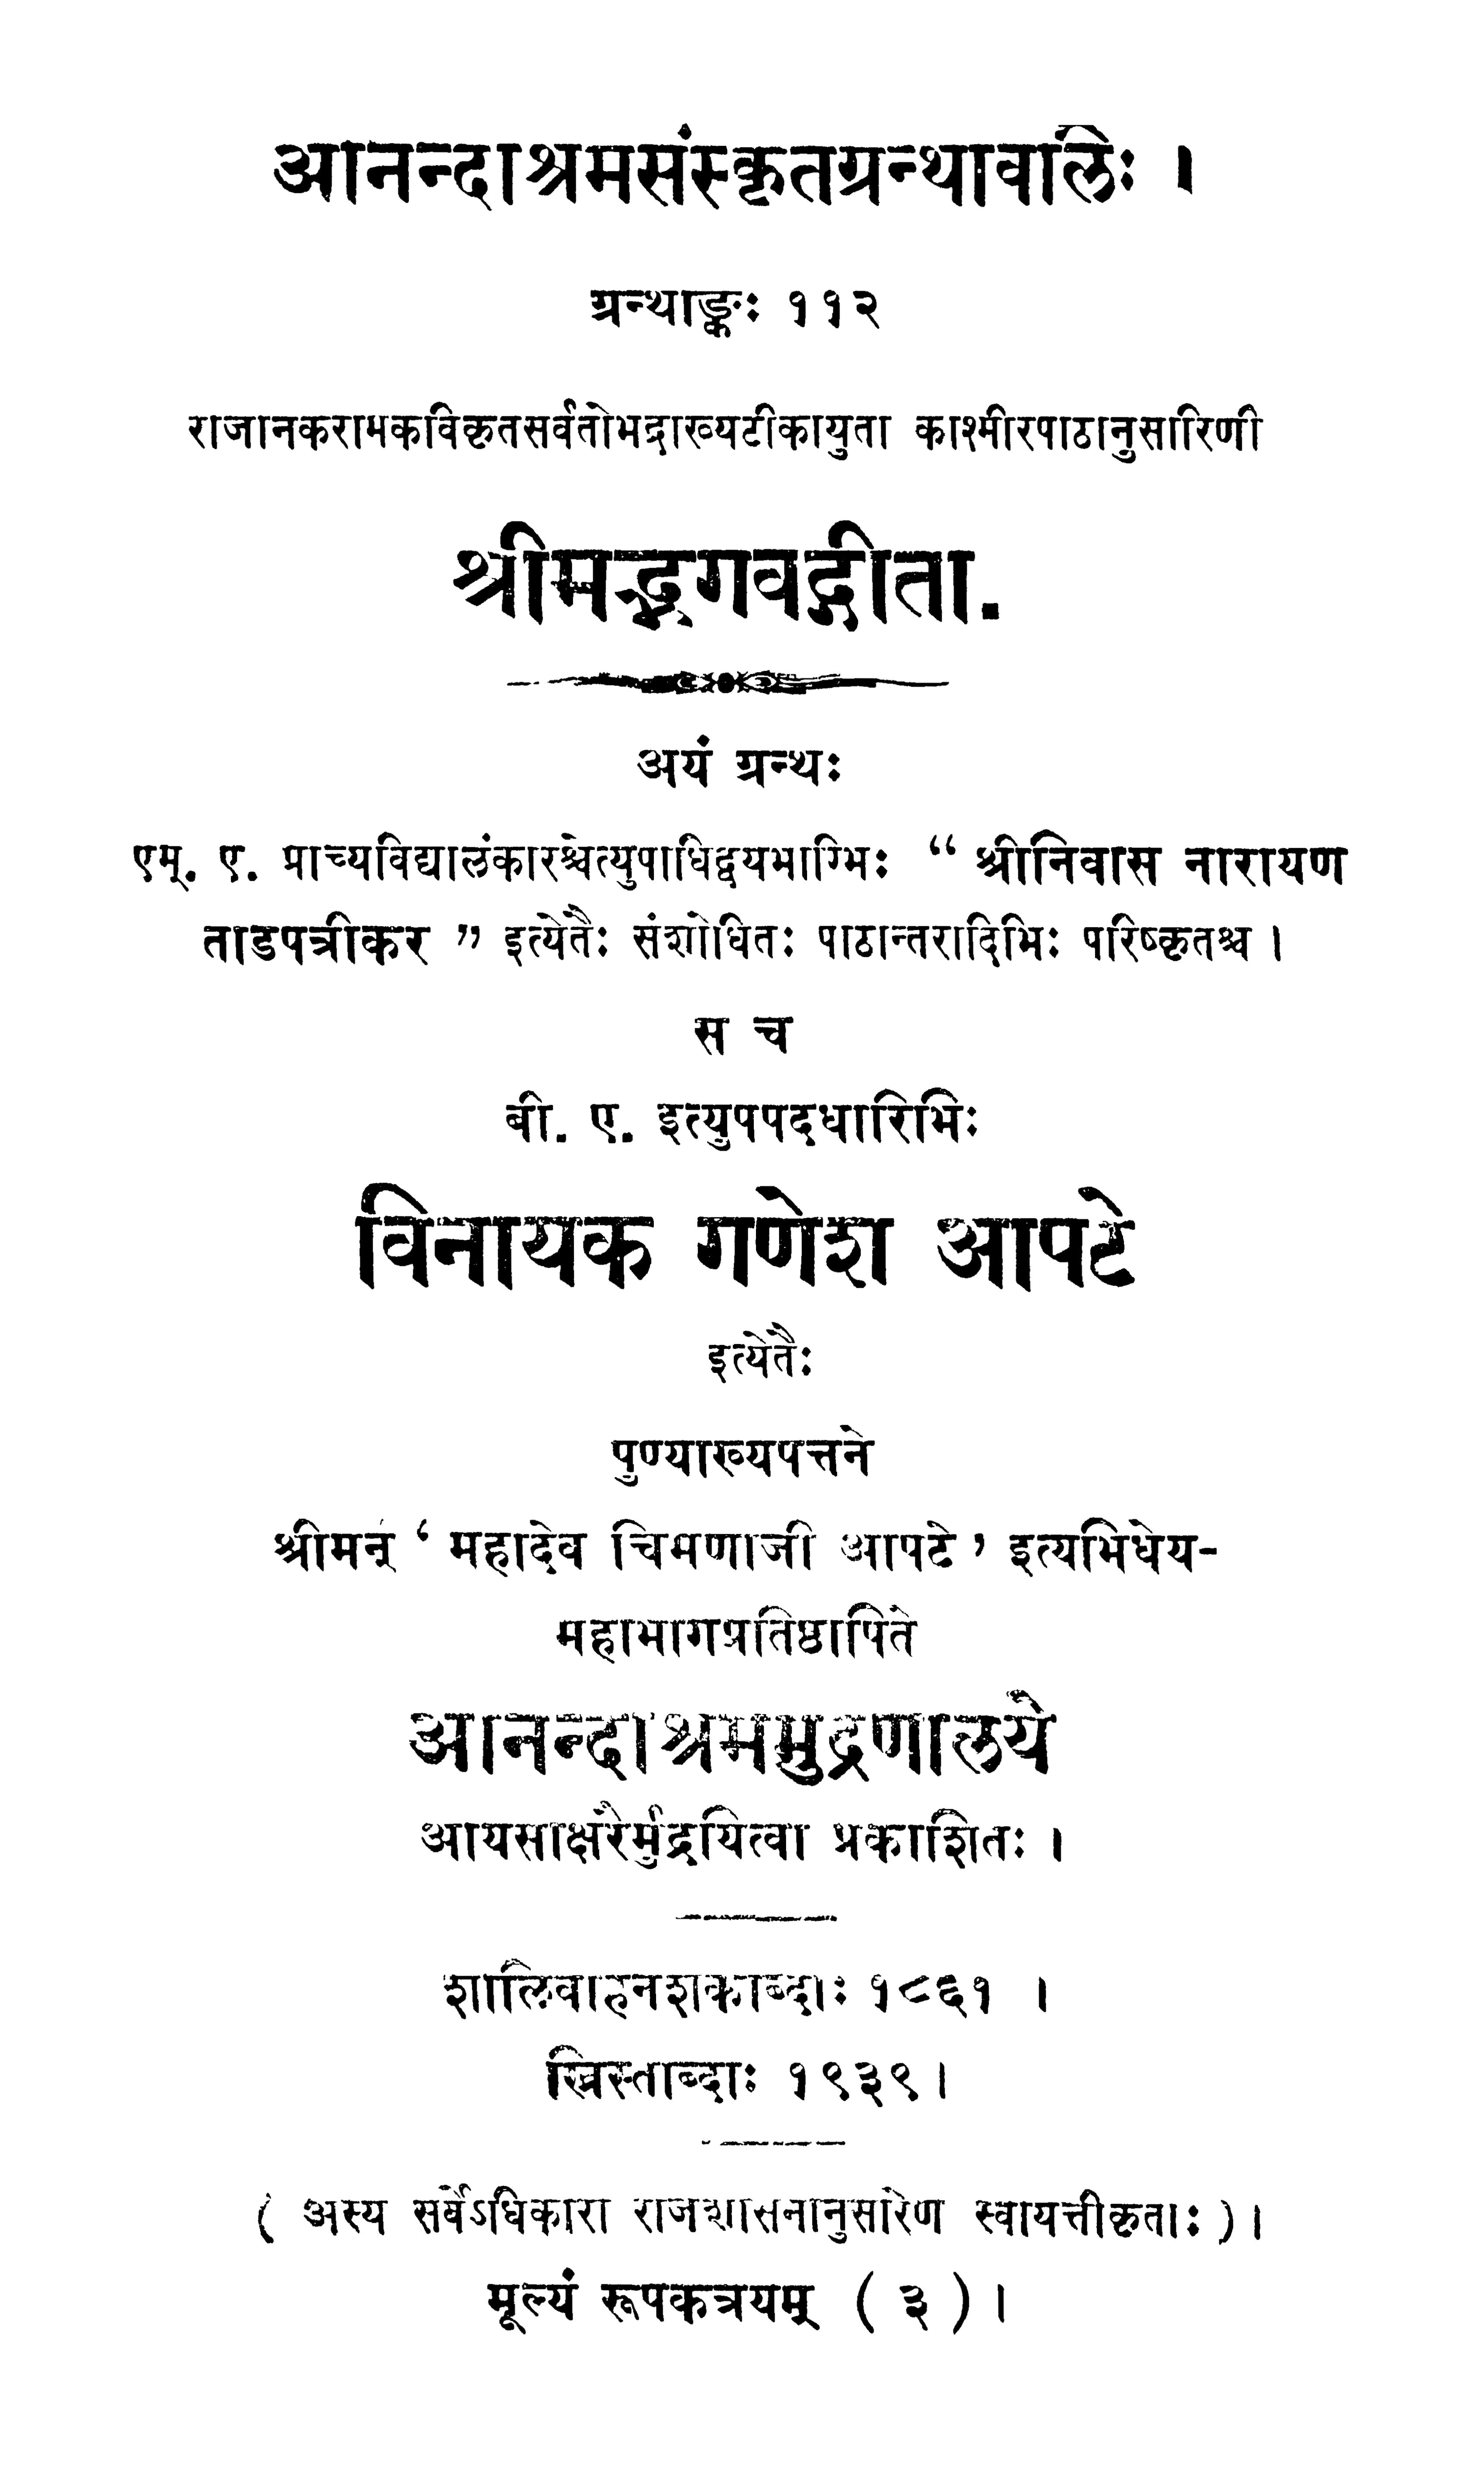 आनन्दाश्रमसंस्कृतग्रन्थावलिः ।
ग्रन्थाङ्कः ११२
राजानकरामकविकृतसर्वतोभद्राख्यटीकायुता काश्मीरपाठानुसारिणी
श्रीमद्भगवद्गीता.
अयं ग्रन्थः
एम्. ए. प्राच्यविद्यालंकारश्चेत्युपाधिद्वयभाग्भिः “ श्रीनिवास नारायण
ताडपत्रीकर ” इत्येतैः संशोधितः पाठान्तरादिभिः परिष्कृतश्च ।
स च
बी. ए. इत्युपपदधारिभिः
विनायक गणेश आपटे
इत्येतैः
पुण्याख्यपत्तने
श्रीमन् ‘ महादेव चिमणाजी आपटे ’ इत्यभिधेय-
महाभागप्रतिष्ठापिते
आनन्दाश्रममुद्रणालये
आयसाक्षरैर्मुद्रयित्वा प्रकाशितः ।
शालिवाहनशकाब्दाः १८६१ ।
ख्रिस्ताब्दाः १९३९ ।
( अस्य सर्वेऽधिकारा राजशासनानुसारेण स्वायत्तीकृताः ) ।
मूल्यं रूपकत्रयम् ( ३ ) ।